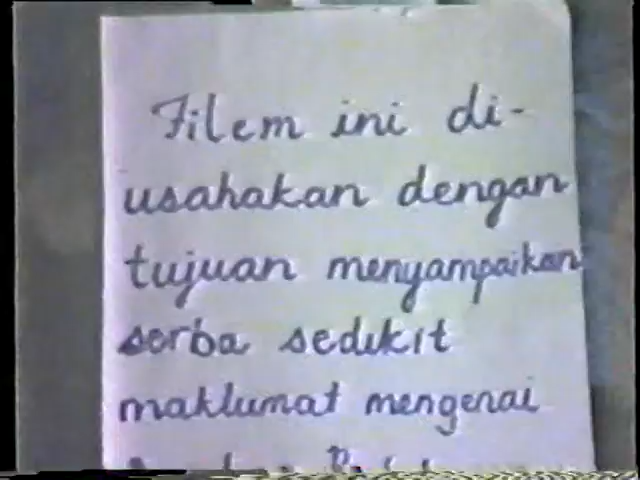 Filem ini di-
usahakan dengan
tujuan menyampaikan
serba sedikit
maklumat mengenai